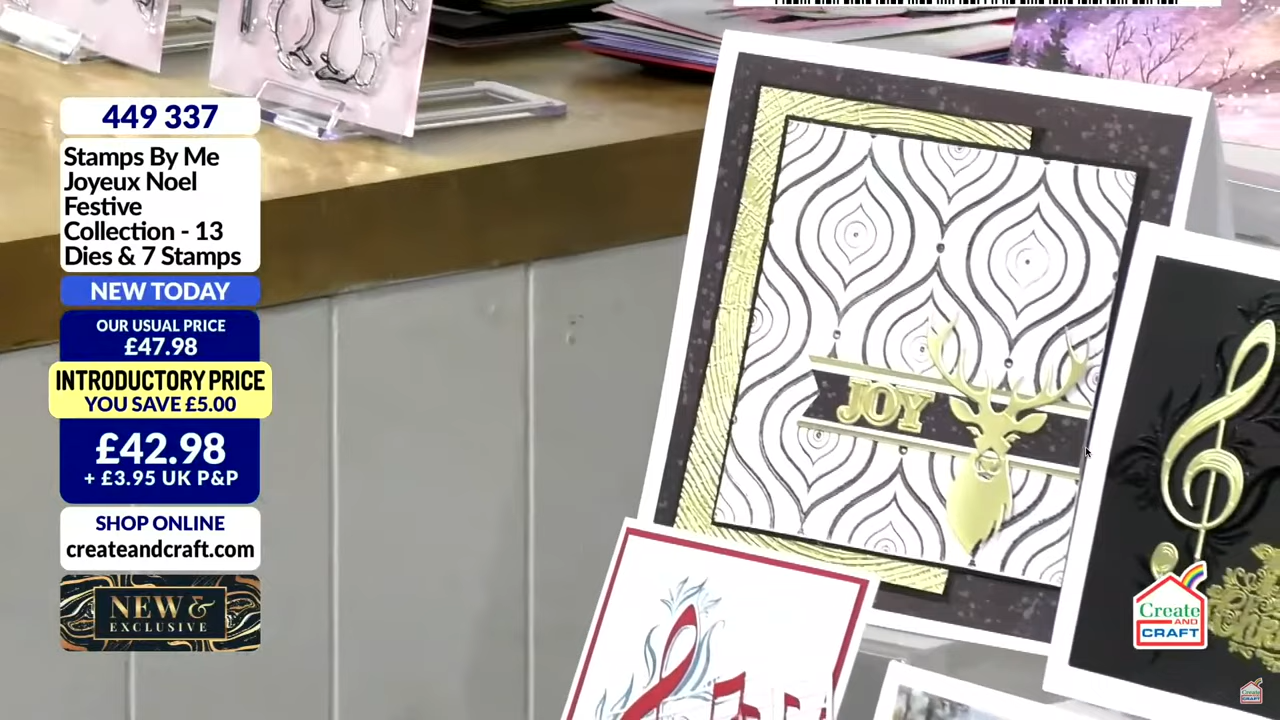 449 337
Stamps By Me
Joyeux Noel
Festive
Collection - 13
Dies & 7 Stamps
NEW TODAY
OUR USUAL PRICE
£47.98
INTRODUCTORY PRICE
YOU SAVE £5.00
£42.98
+ £3.95 UK P&P
SHOP ONLINE
createandcraft.com
NEW &
EXCLUSIVE
JOY
Create
AND
CRAFT